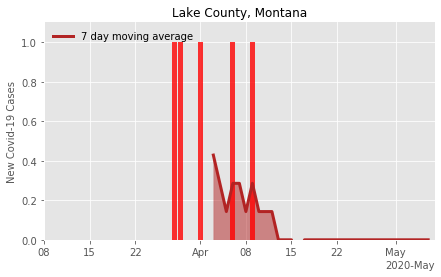 Lake County, Montana
7 day moving average
New Covid-19 Cases
1.0
0.8
0.6
0.4
0.2
0.0
08 15 22 Apr 08 15 22 May
2020-May